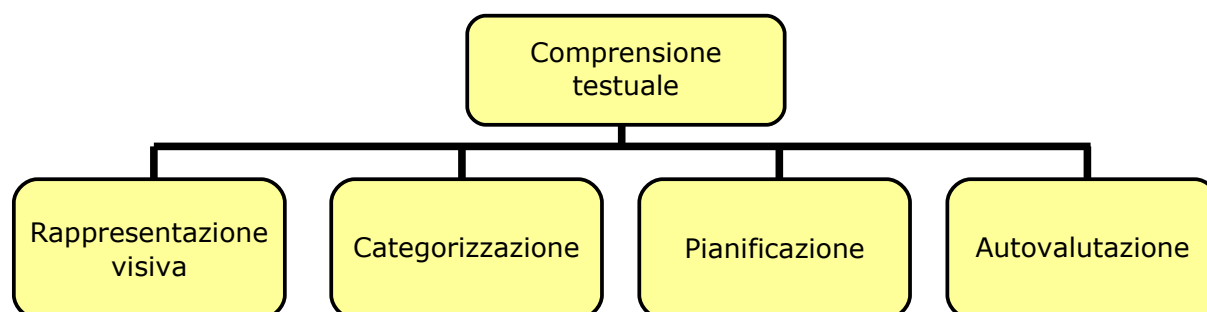 Comprensione
testuale
Rappresentazione
visiva
Categorizzazione
Pianificazione
Autovalutazione